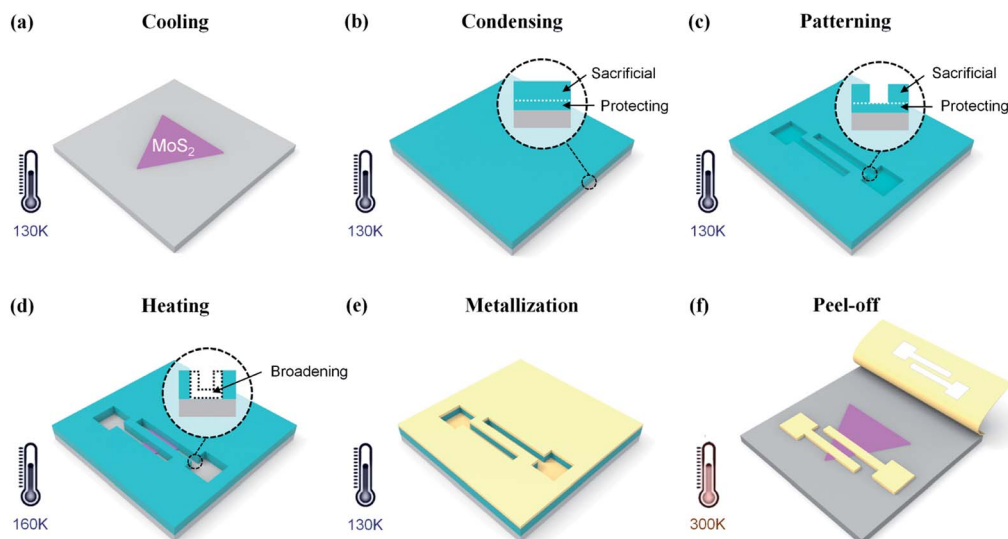 (a) Cooling
(b) Condensing
(c) Patterning
MoS₂
130K
Sacrificial
Protecting
130K
Sacrificial
Protecting
130K
(d) Heating
(e) Metallization
(f) Peel-off
Broadening
160K
130K
300K